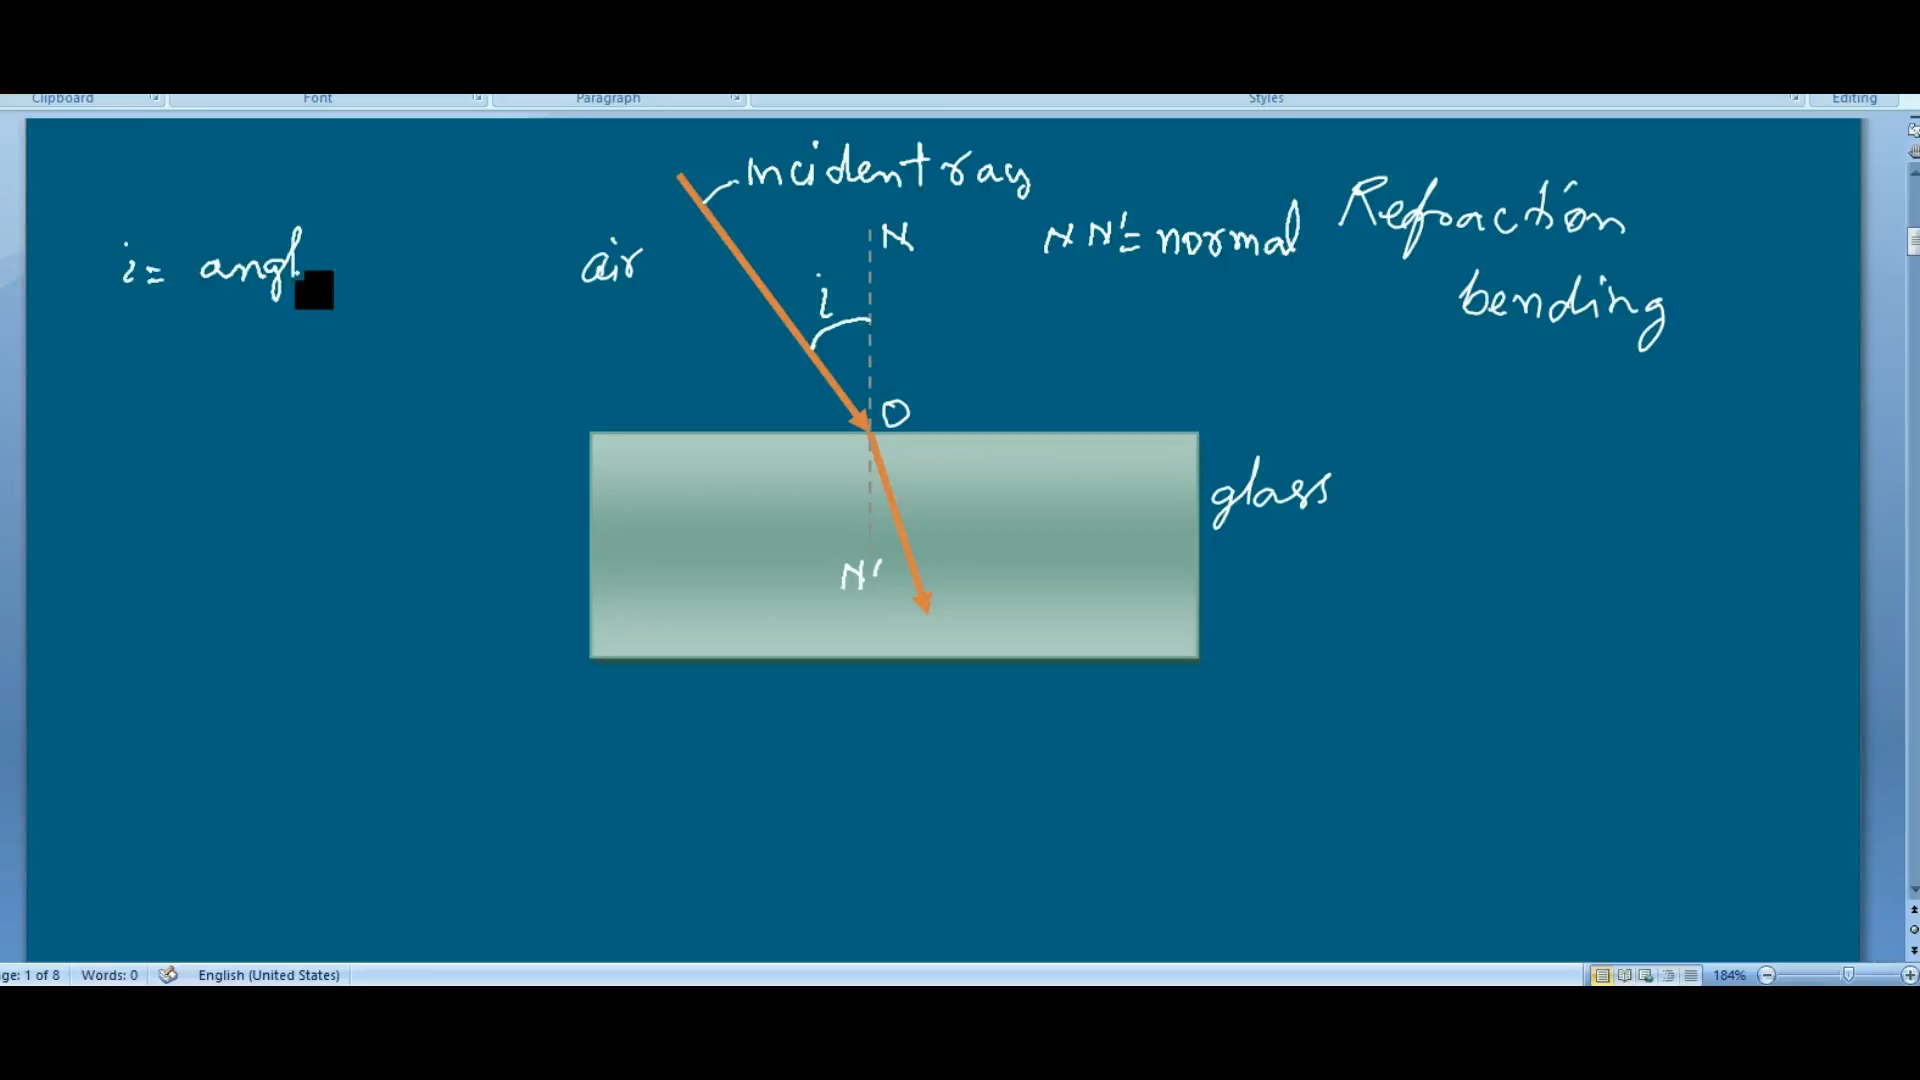 Clipboard Font Paragraph Styles Editing
incident ray
N
NN'= normal
Refraction
bending
i= angl
air
i
O
glass
N'
ge: 1 of 8 Words: 0 English (United States) 184%